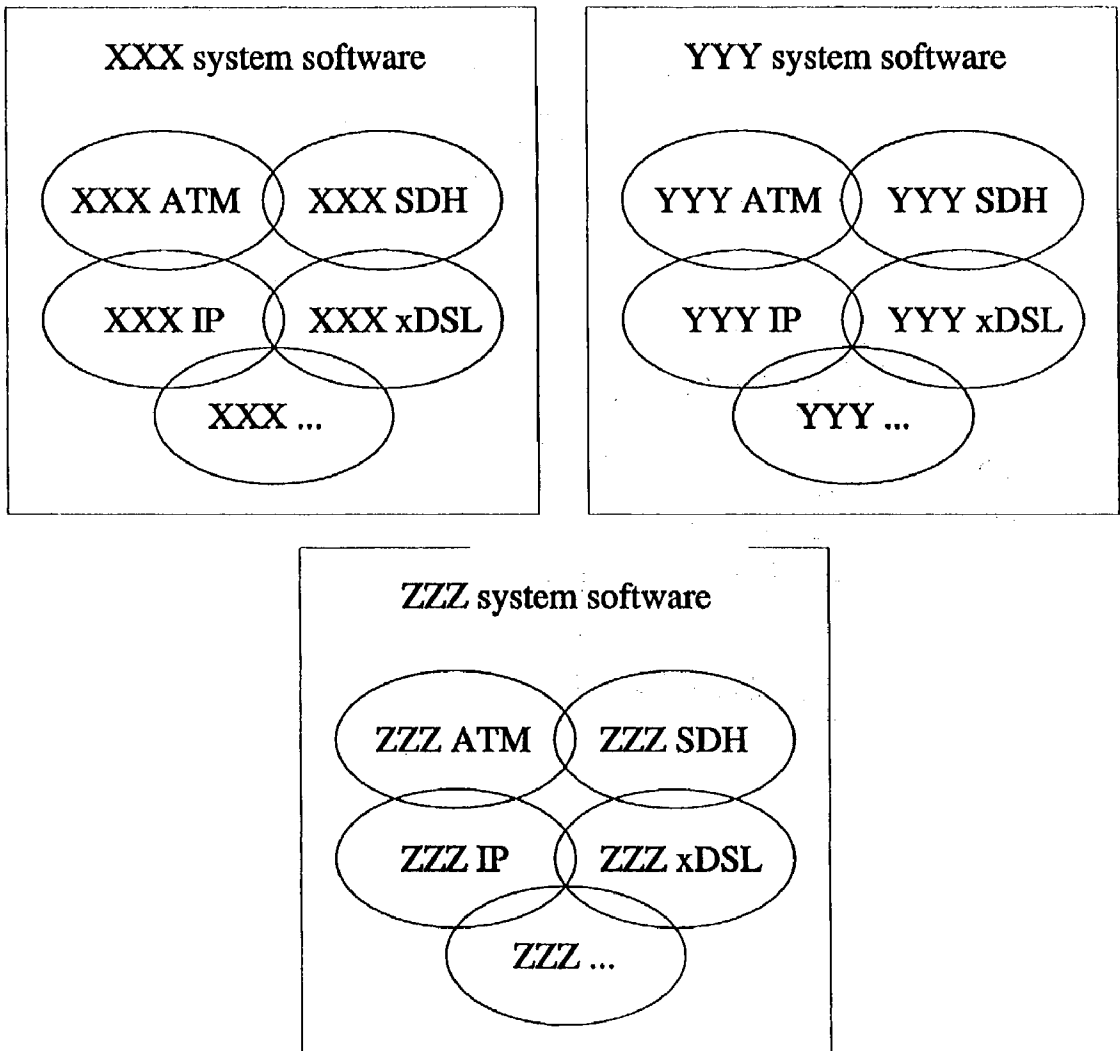 XXX system software
XXX ATM
XXX SDH
XXX IP
XXX xDSL
XXX ...
YYY system software
YYY ATM
YYY SDH
YYY IP
YYY xDSL
YYY ...
ZZZ system software
ZZZ ATM
ZZZ SDH
ZZZ IP
ZZZ xDSL
ZZZ ...